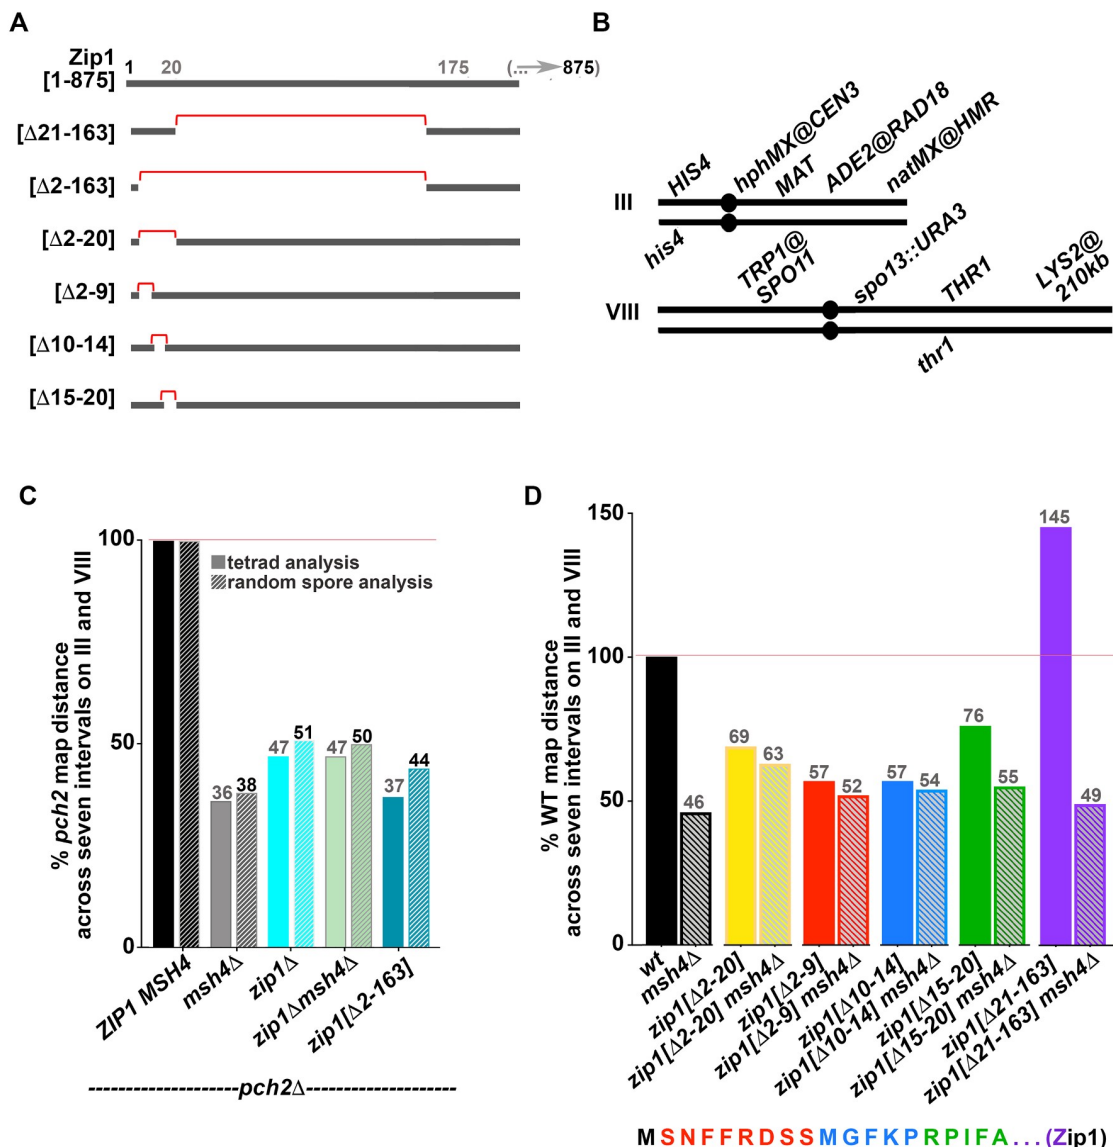 A
Zip1
[1-875]
1
20
175
(...
875)
[Δ21-163]
[Δ2-163]
[Δ2-20]
[Δ2-9]
[Δ10-14]
[Δ15-20]
B
HIS4
hphMX@CEN3
MAT
ADE2@RAD18
natMX@HMR
III
his4
TRP1@
SPO11
spo13::URA3
THR1
LYS2@
210kb
VIII
thr1
C
% pch2 map distance
across seven intervals on III and VIII
100
50
0
tetrad analysis
random spore analysis
36
38
47
51
47
50
37
44
ZIP1 MSH4
msh4Δ
zip1Δ
zip1Δmsh4Δ
zip1[Δ2-163]
--------------------pch2Δ--------------------
D
% WT map distance
across seven intervals on III and VIII
150
100
50
0
46
69
63
57
52
57
54
76
55
145
49
wt
msh4Δ
zip1[Δ2-20]
zip1[Δ2-20] msh4Δ
zip1[Δ2-9]
zip1[Δ2-9] msh4Δ
zip1[Δ10-14]
zip1[Δ10-14] msh4Δ
zip1[Δ15-20]
zip1[Δ15-20] msh4Δ
zip1[Δ21-163]
zip1[Δ21-163] msh4Δ
MSNFFRDSSMGFKPRPIFA...(Zip1)